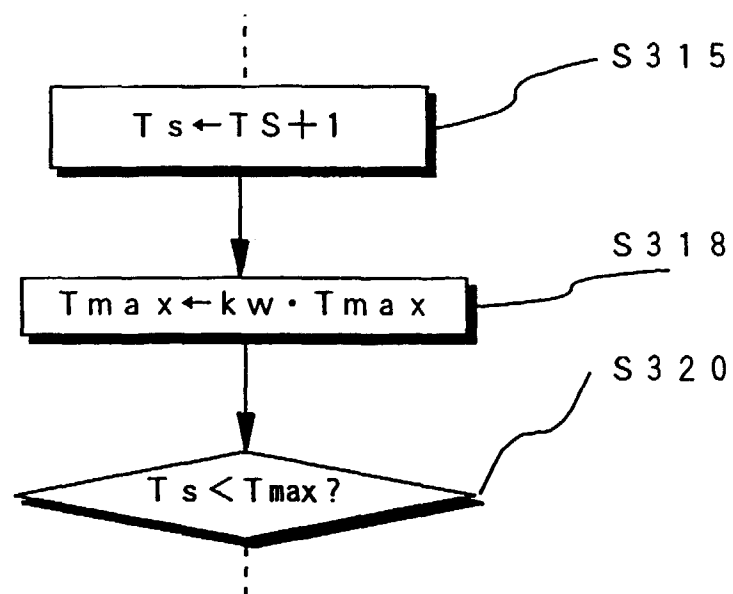 S315
Ts←TS+1
S318
Tmax←kw・Tmax
S320
Ts<Tmax?